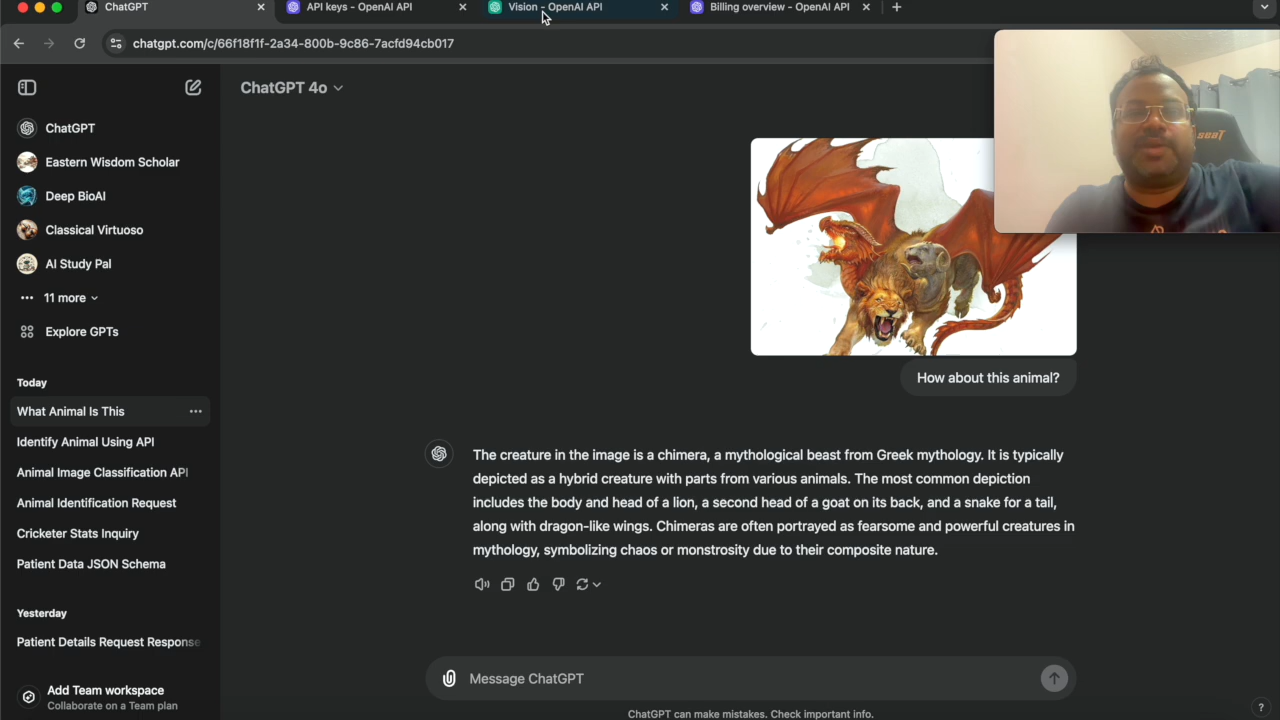 ChatGPT
API keys - OpenAI API
Vision - OpenAI API
Billing overview - OpenAI API
chatgpt.com/c/66f18f1f-2a34-800b-9c86-7acfd94cb017
ChatGPT 4o
ChatGPT
Eastern Wisdom Scholar
Deep BioAI
Classical Virtuoso
AI Study Pal
11 more
Explore GPTs
Today
What Animal Is This
Identify Animal Using API
Animal Image Classification API
Animal Identification Request
Cricketer Stats Inquiry
Patient Data JSON Schema
Yesterday
Patient Details Request Response
Add Team workspace
Collaborate on a Team plan
How about this animal?
The creature in the image is a chimera, a mythological beast from Greek mythology. It is typically
depicted as a hybrid creature with parts from various animals. The most common depiction
includes the body and head of a lion, a second head of a goat on its back, and a snake for a tail,
along with dragon-like wings. Chimeras are often portrayed as fearsome and powerful creatures in
mythology, symbolizing chaos or monstrosity due to their composite nature.
Message ChatGPT
ChatGPT can make mistakes. Check important info.
?